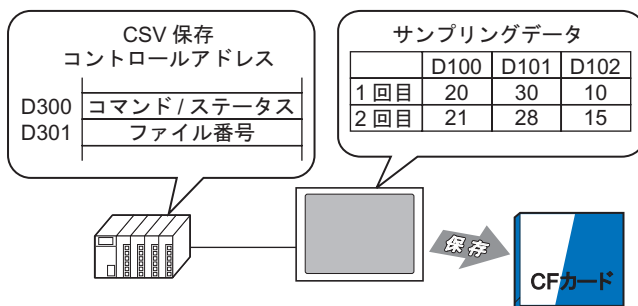 CSV 保存
コントロールアドレス
D300 コマンド / ステータス
D301 ファイル番号
サンプリングデータ
D100 D101 D102
1 回目 20 30 10
2 回目 21 28 15
保存
CFカード